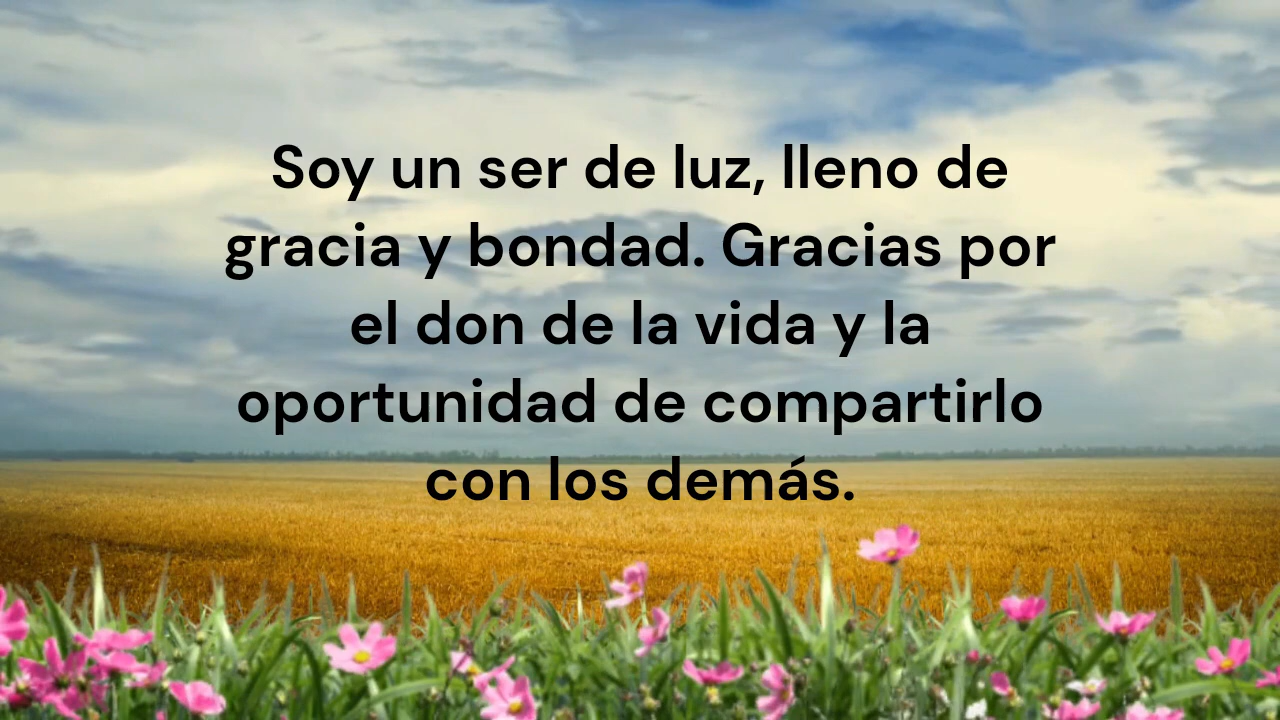 Soy un ser de luz, lleno de
gracia y bondad. Gracias por
el don de la vida y la
oportunidad de compartirlo
con los demás.